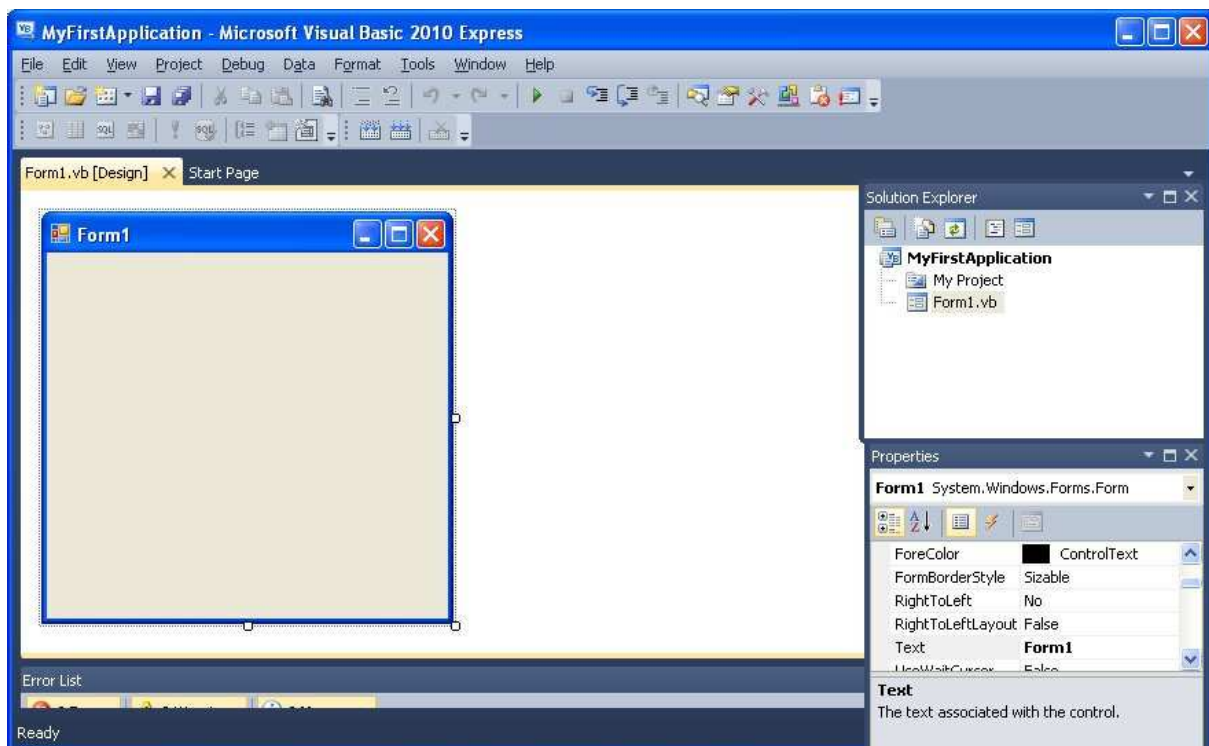 MyFirstApplication - Microsoft Visual Basic 2010 Express
File Edit View Project Debug Data Format Tools Window Help
Form1.vb [Design] Start Page
Form1
Solution Explorer
MyFirstApplication
My Project
Form1.vb
Properties
Form1 System.Windows.Forms.Form
ForeColor ControlText
FormBorderStyle Sizable
RightToLeft No
RightToLeftLayout False
Text Form1
UseWaitCursor False
Text
The text associated with the control.
Error List
Ready